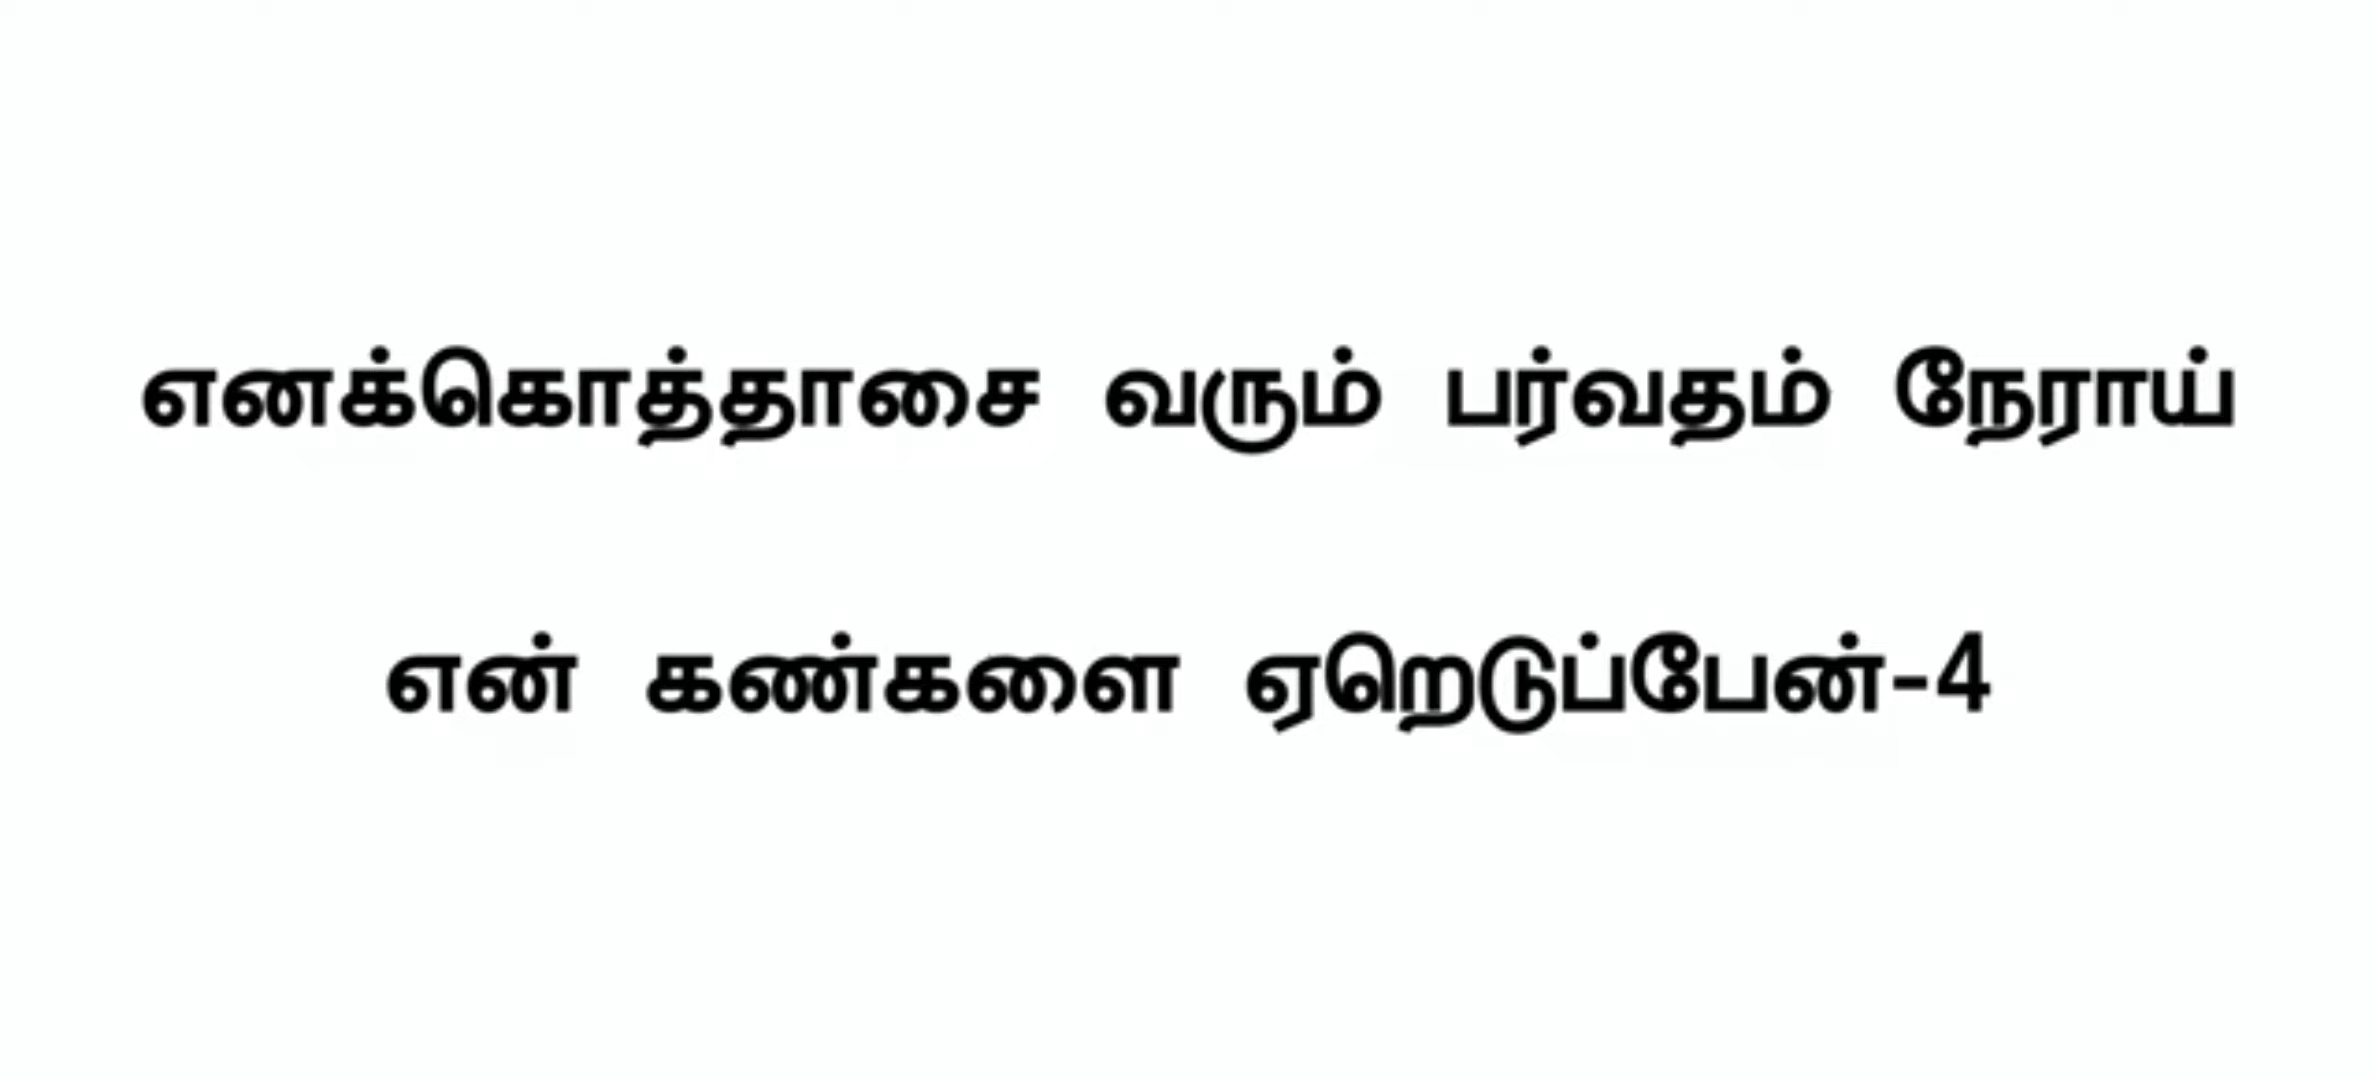 எனக்கொத்தாசை வரும் பர்வதம் நேராய்
என் கண்களை ஏறெடுப்பேன்-4